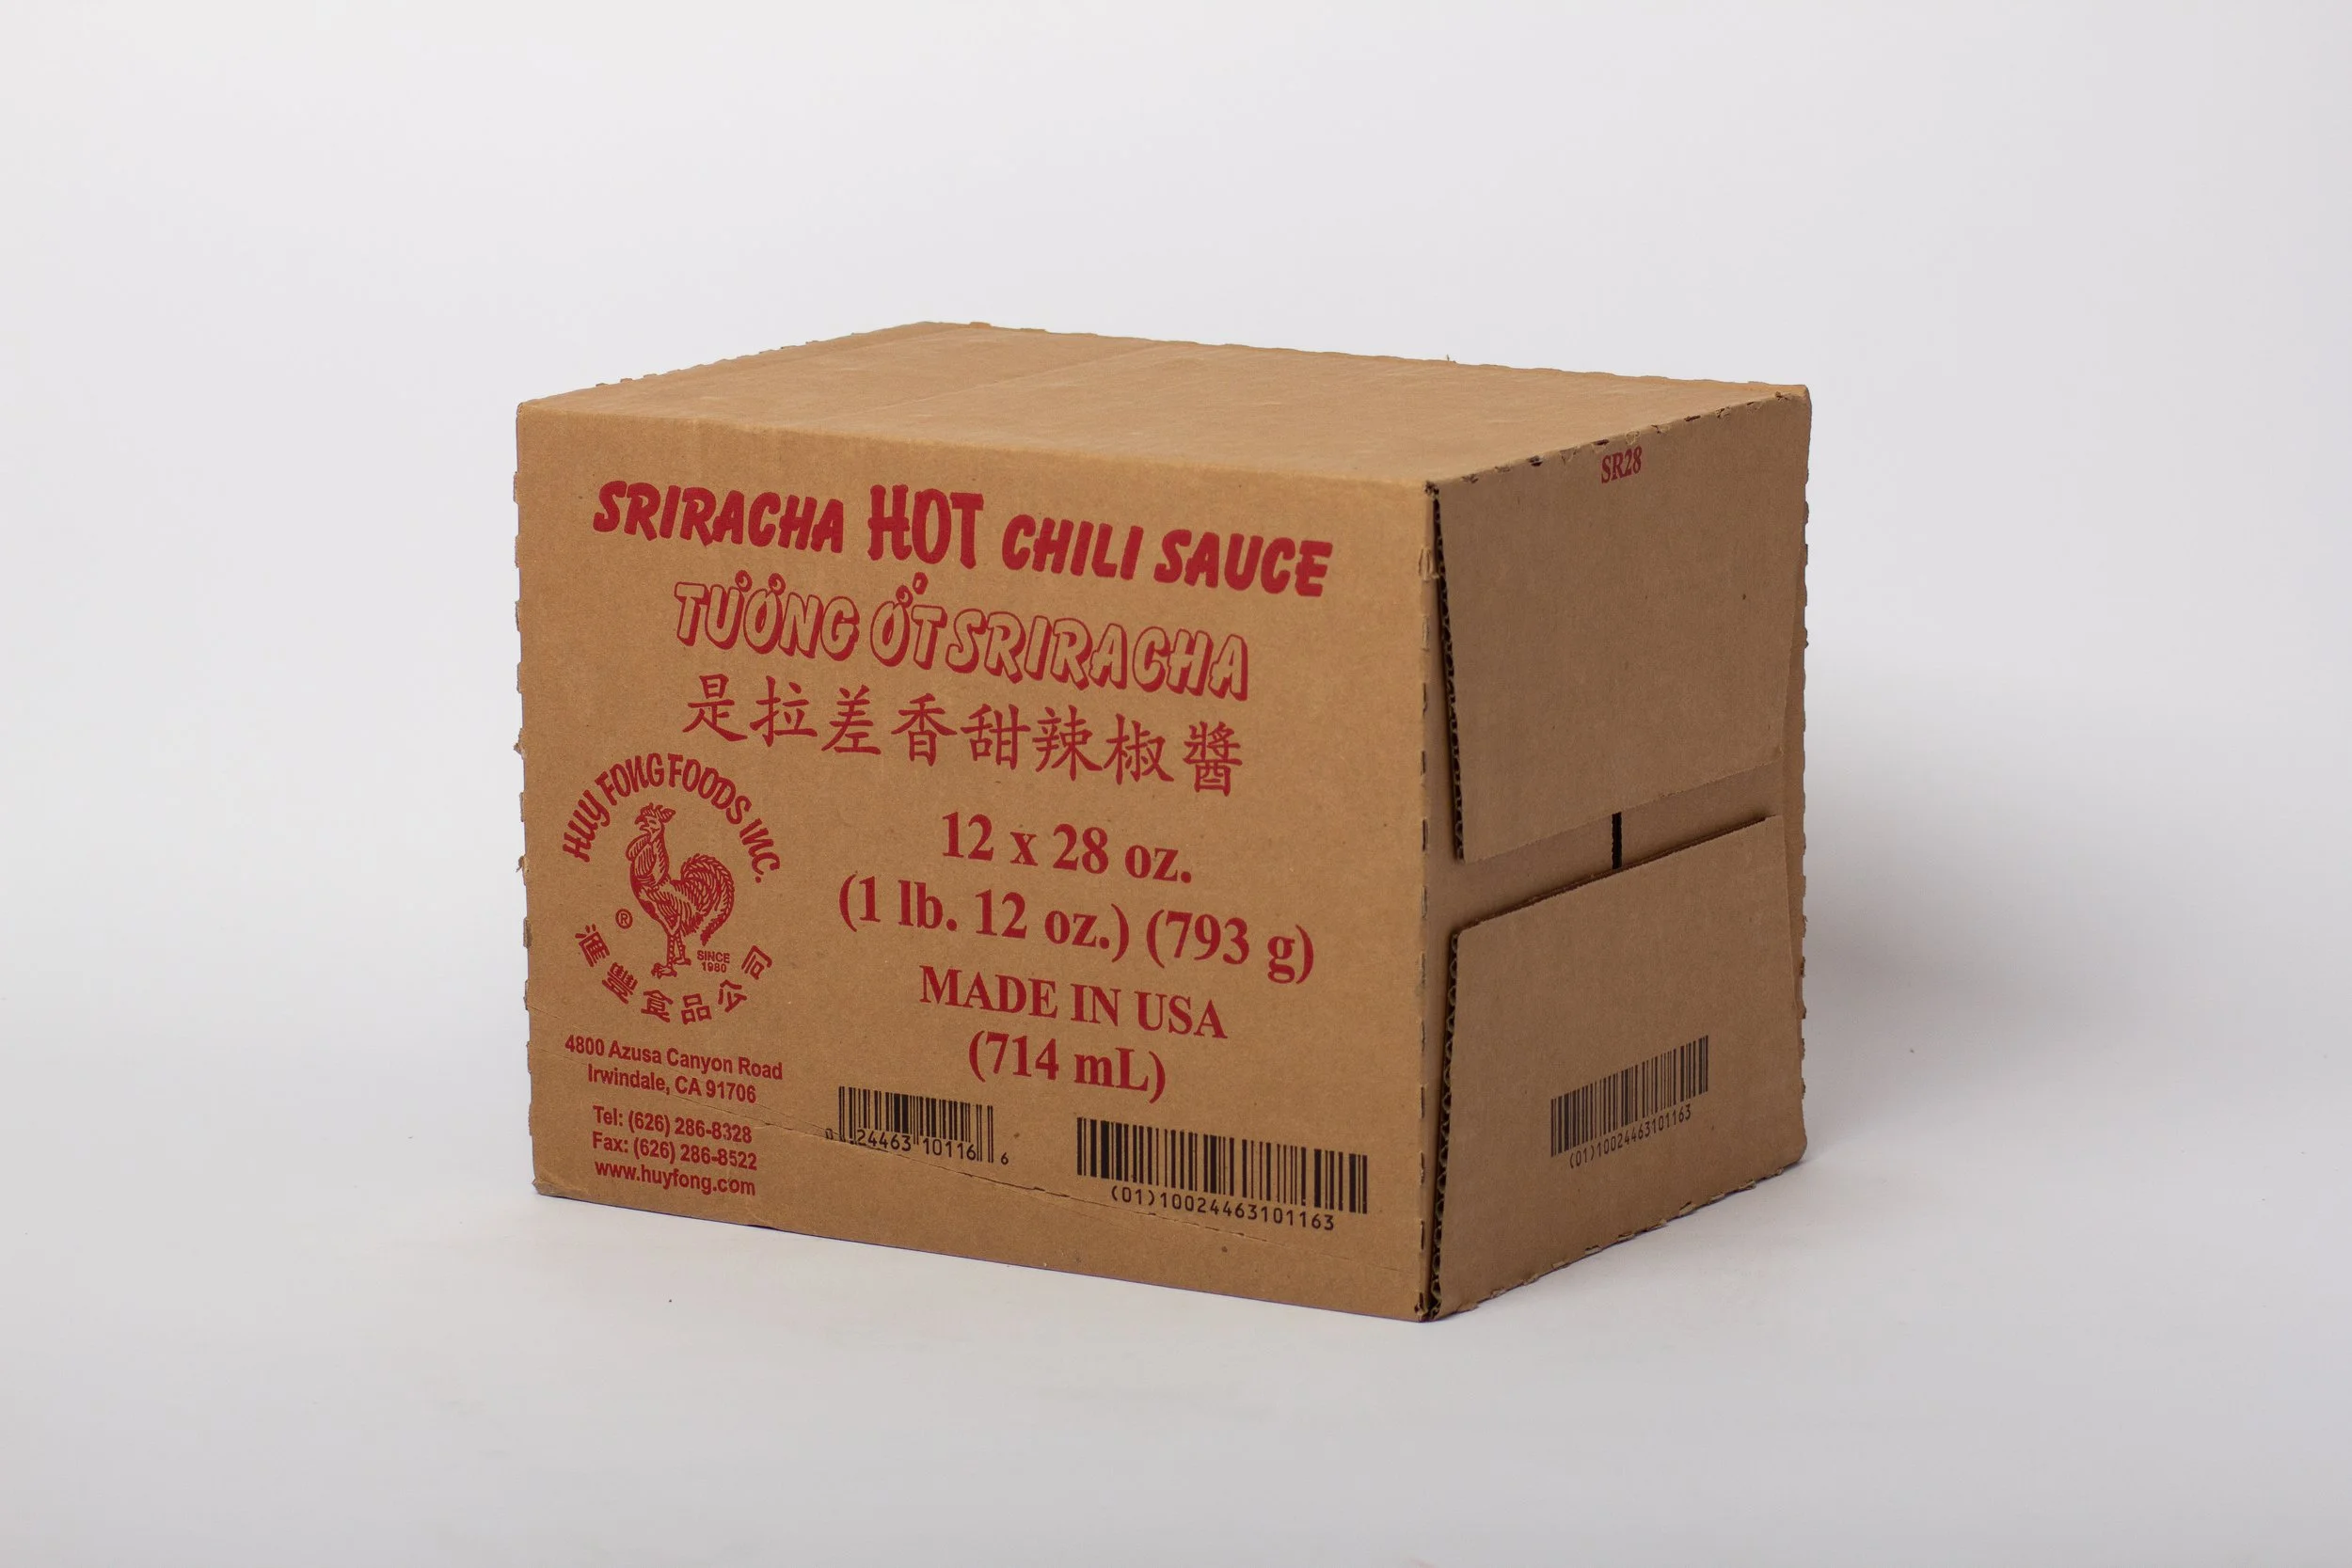 SRIRACHA HOT CHILI SAUCE
TƯƠNG ỚT SRIRACHA
是拉差香甜辣椒醬
HUY FONG FOODS INC.
®
SINCE
1980
滙豐食品公司
12 x 28 oz.
(1 lb. 12 oz.) (793 g)
MADE IN USA
(714 mL)
4800 Azusa Canyon Road
Irwindale, CA 91706
Tel: (626) 286-8328
Fax: (626) 286-8522
www.huyfong.com
0 24463 10116 6
(01)10024463101163
SR28
(01)10024463101163